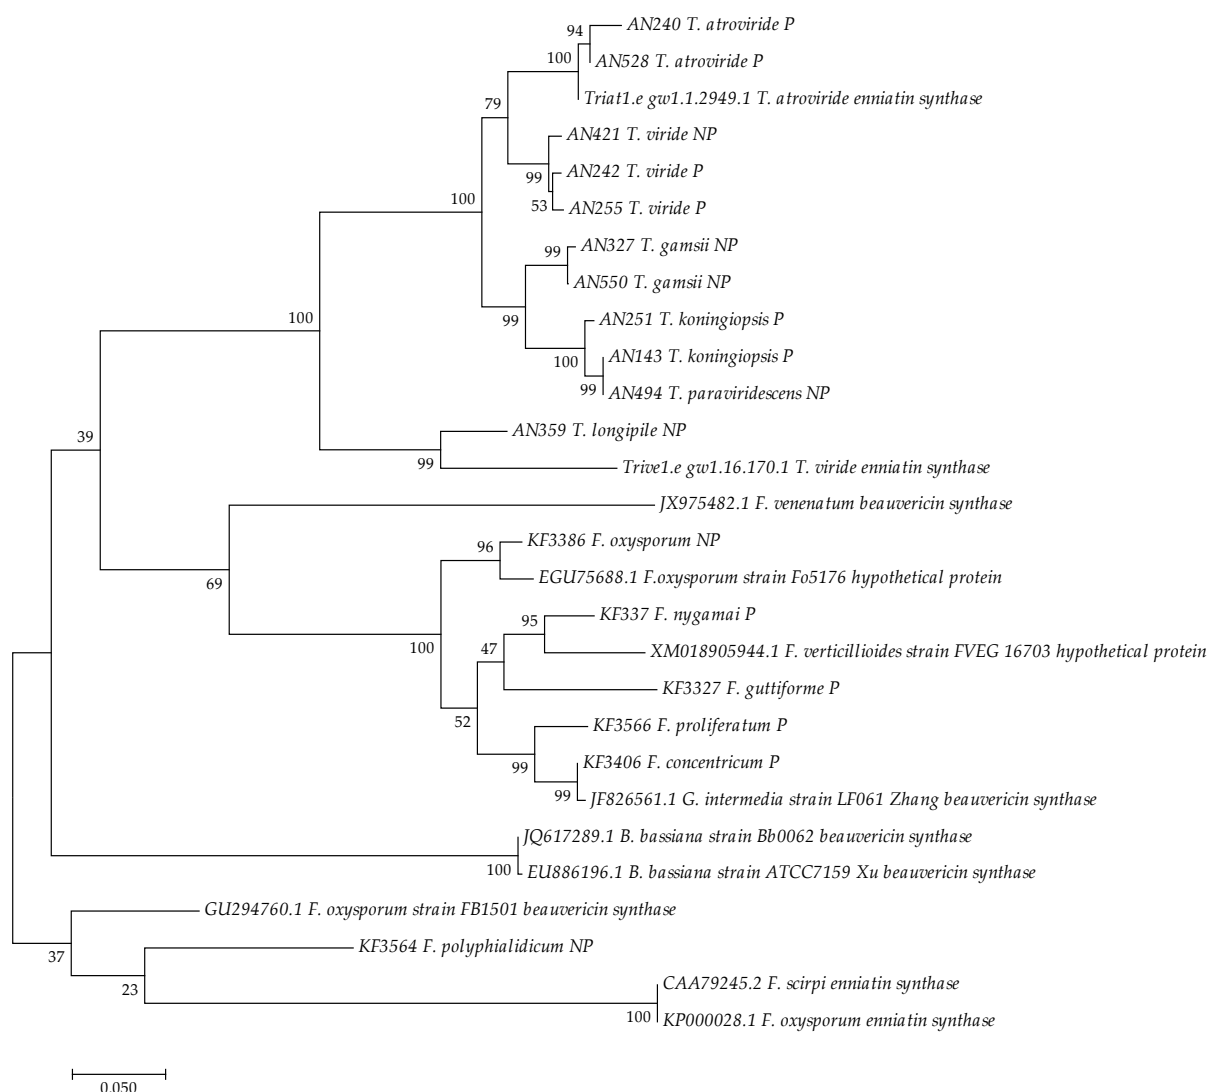 94
AN240 T. atroviride P
100
AN528 T. atroviride P
Triat1.e gw1.1.2949.1 T. atroviride enniatin synthase
79
AN421 T. viride NP
99
AN242 T. viride P
53
AN255 T. viride P
100
AN327 T. gamsii NP
99
AN550 T. gamsii NP
99
AN251 T. koningiopsis P
100
AN143 T. koningiopsis P
99
AN494 T. paraviridescens NP
100
AN359 T. longipile NP
99
Trive1.e gw1.16.170.1 T. viride enniatin synthase
39
JX975482.1 F. venenatum beauvericin synthase
69
KF3386 F. oxysporum NP
96
EGU75688.1 F.oxysporum strain Fo5176 hypothetical protein
100
KF337 F. nygamai P
95
XM018905944.1 F. verticillioides strain FVEG 16703 hypothetical protein
47
KF3327 F. guttiforme P
52
KF3566 F. proliferatum P
99
KF3406 F. concentricum P
99
JF826561.1 G. intermedia strain LF061 Zhang beauvericin synthase
JQ617289.1 B. bassiana strain Bb0062 beauvericin synthase
100
EU886196.1 B. bassiana strain ATCC7159 Xu beauvericin synthase
GU294760.1 F. oxysporum strain FB1501 beauvericin synthase
37
KF3564 F. polyphialidicum NP
23
CAA79245.2 F. scirpi enniatin synthase
100
KP000028.1 F. oxysporum enniatin synthase
0.050